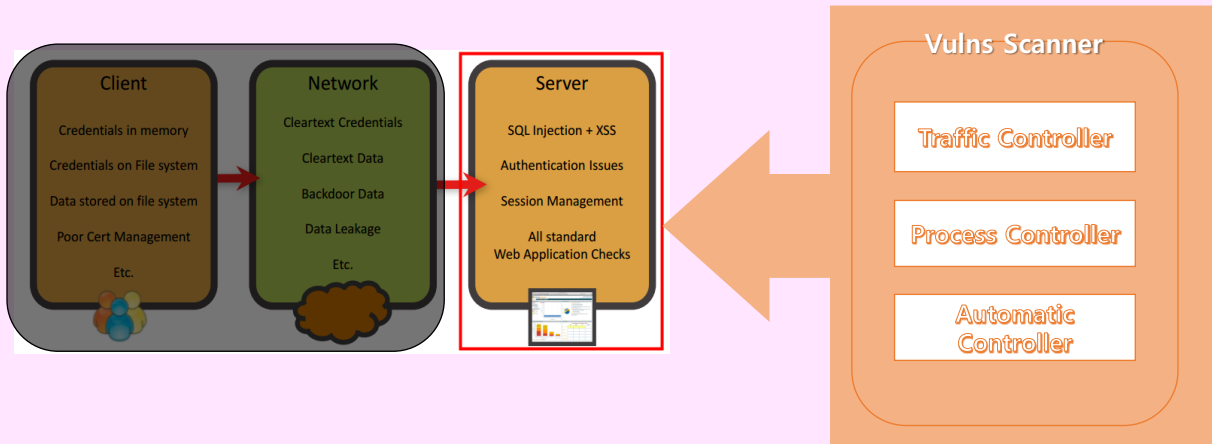 Client
Credentials in memory
Credentials on File system
Data stored on file system
Poor Cert Management
Etc.
Network
Cleartext Credentials
Cleartext Data
Backdoor Data
Data Leakage
Etc.
Server
SQL Injection + XSS
Authentication Issues
Session Management
All standard
Web Application Checks
Vulns Scanner
Traffic Controller
Process Controller
Automatic
Controller